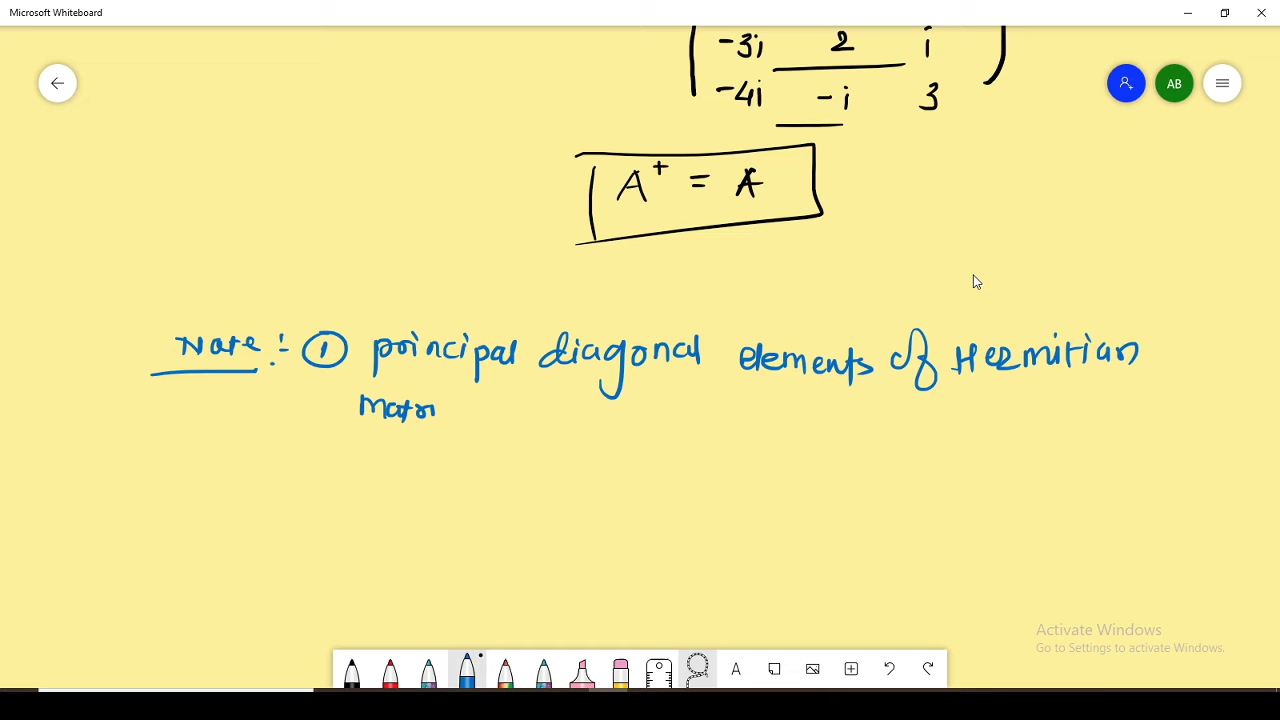 Microsoft Whiteboard
-3i 2 i
-4i -i 3
AB
A⁺ = A
Note :- ① principal diagonal elements of Hermitian
Matri
A
Activate Windows
Go to Settings to activate Windows.